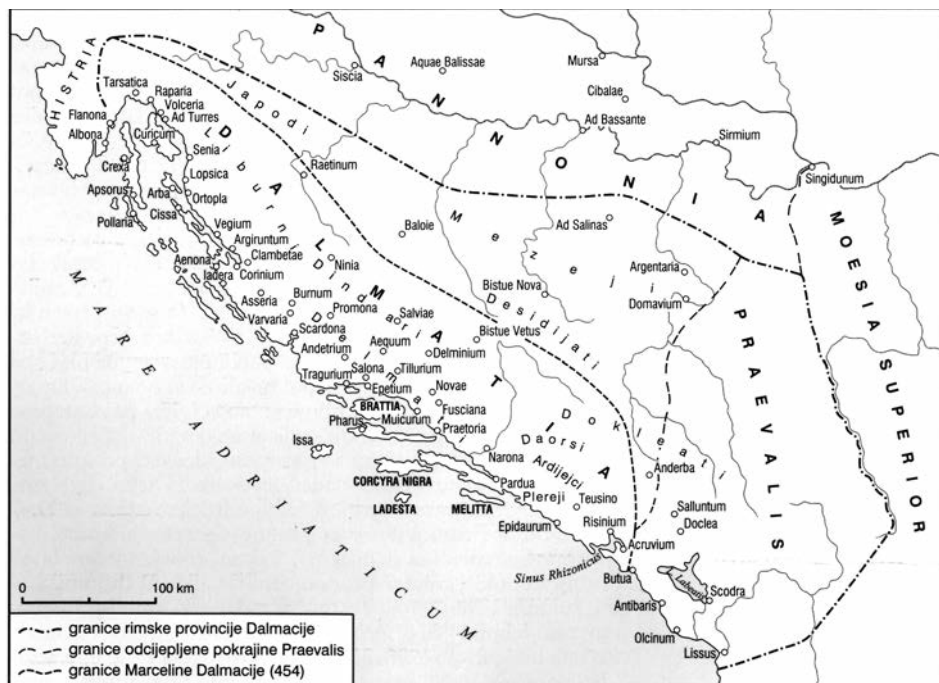 HISTRIA
PANNONIA
DALMATIA
PRAEVALIS
MOESIA SUPERIOR
MARE ADRIATICUM
Japodi
Liburni
Dindari
Mezeji
Desidijati
Dokleati
Daorsi
Ardijejci
Plereji
Siscia
Aquae Balissae
Mursa
Cibalae
Ad Bassante
Sirmium
Singidunum
Tarsatica
Raparia
Volceria
Ad Turres
Flanona
Albona
Curicum
Crexa
Senia
Lopsica
Ortopla
Apsorus
Arba
Cissa
Pollaria
Vegium
Argiruntum
Clambetae
Aenona
Iadera
Corinium
Raetinum
Baloie
Ad Salinas
Argentaria
Domavium
Ninia
Bistue Nova
Asseria
Burnum
Promona
Salviae
Varvaria
Scardona
Aequum
Bistue Vetus
Andetrium
Delminium
Salona
Tillurium
Tragurium
Epetium
Novae
BRATTIA
Fusciana
Muicurum
Pharus
Praetoria
Issa
Narona
Anderba
CORCYRA NIGRA
Pardua
LADESTA
MELITTA
Teusino
Salluntum
Epidaurum
Risinium
Doclea
Acruvium
Sinus Rhizonicus
Butua
Labeatis
Scodra
Antibaris
Olcinum
Lissus
0
100 km
granice rimske provincije Dalmacije
granice odcijepljene pokrajine Praevalis
granice Marceline Dalmacije (454)